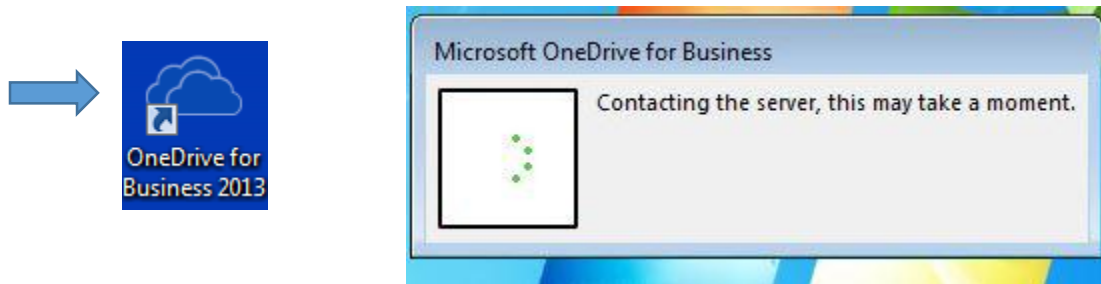 OneDrive for
Business 2013
Microsoft OneDrive for Business
Contacting the server, this may take a moment.